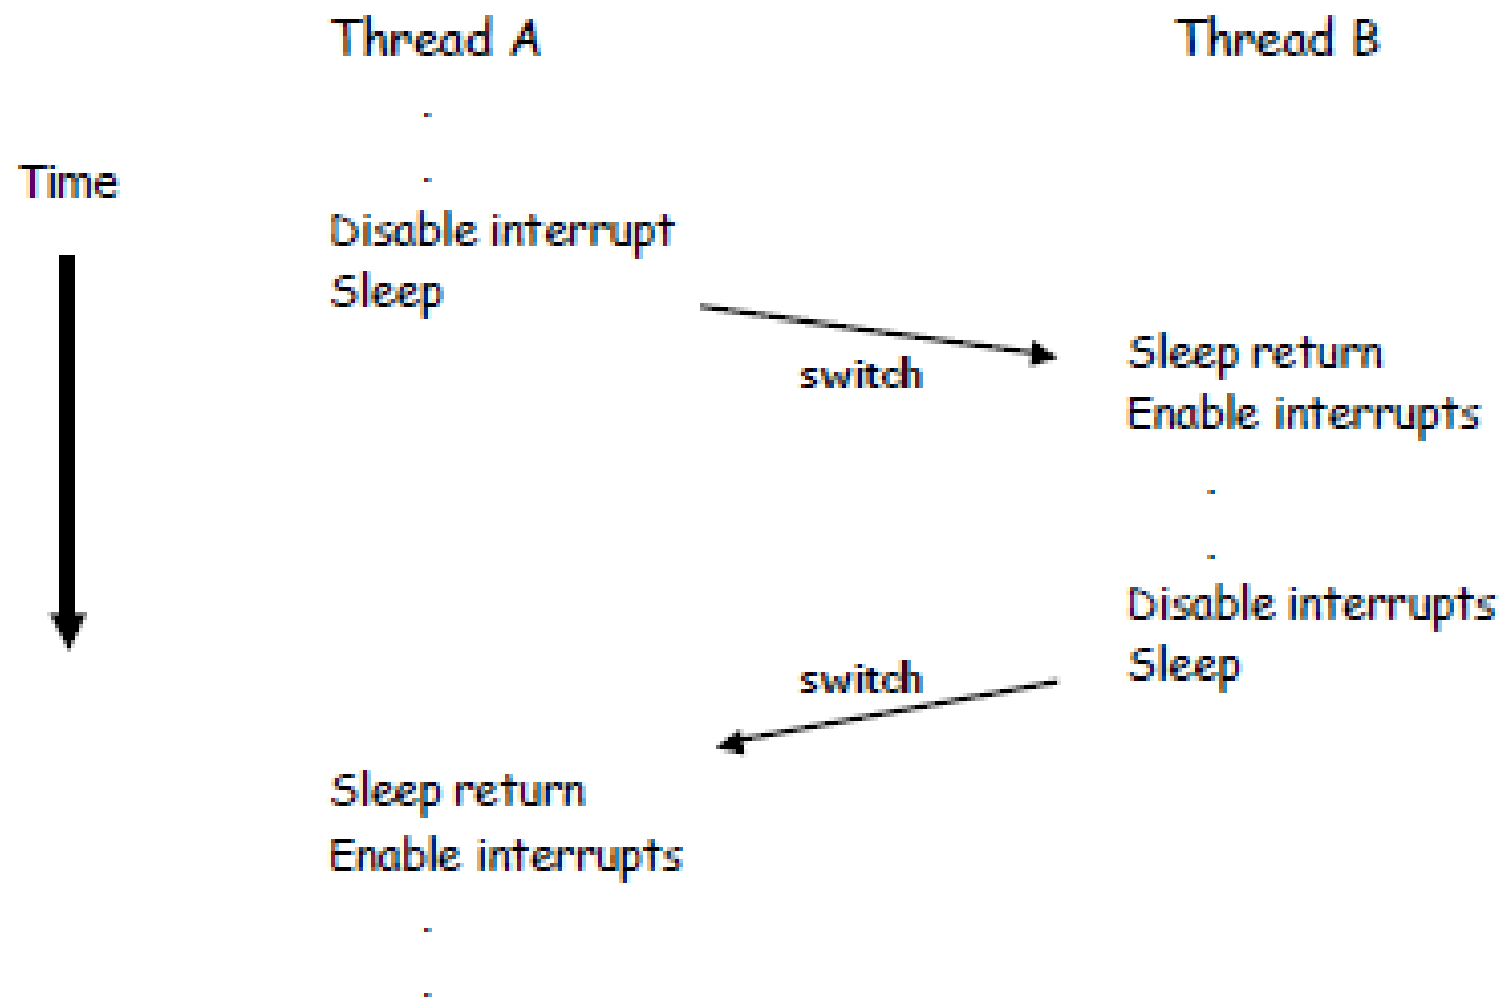 Thread A
Thread B
.
.
Time
Disable interrupt
Sleep
switch
Sleep return
Enable interrupts
.
.
Disable interrupts
Sleep
switch
Sleep return
Enable interrupts
.
.